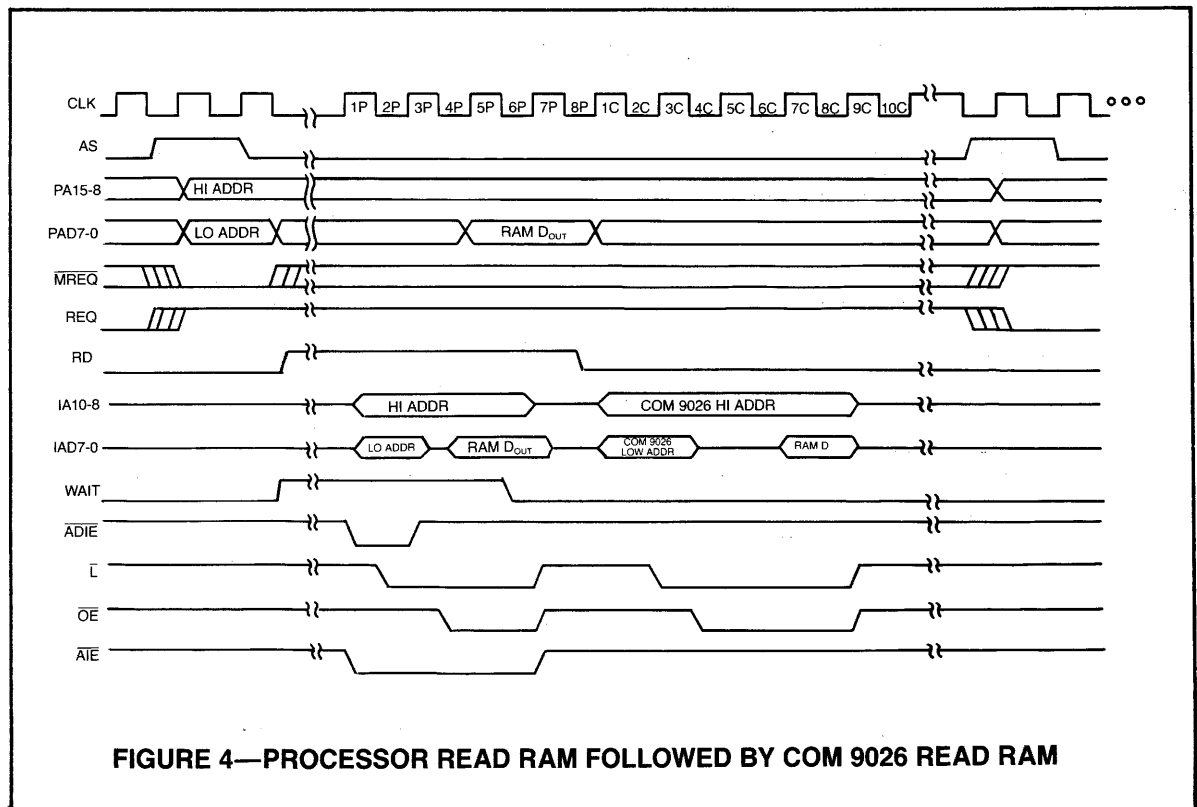 CLK 1P 2P 3P 4P 5P 6P 7P 8P 1C 2C 3C 4C 5C 6C 7C 8C 9C 10C
AS
PA15-8 HI ADDR
PAD7-0 LO ADDR RAM DOUT
MREQ
REQ
RD
IA10-8 HI ADDR COM 9026 HI ADDR
IAD7-0 LO ADDR RAM DOUT COM 9026 LOW ADDR RAM D
WAIT
ADIE
L
OE
AIE
FIGURE 4—PROCESSOR READ RAM FOLLOWED BY COM 9026 READ RAM